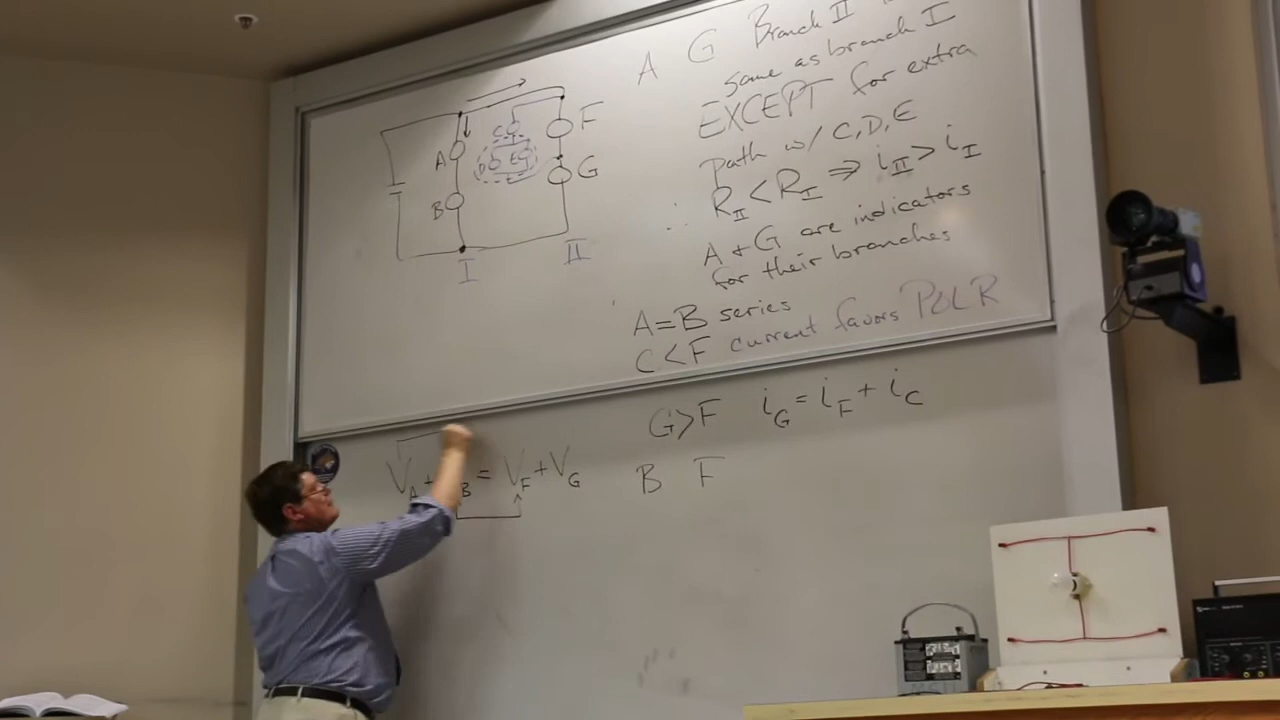 A G Branch II
same as branch I
EXCEPT for extra
path w/ C, D, E
∴ R_II < R_I ⇒ i_II > i_I
A + G are indicators
for their branches
A = B series
C < F current favors POLR
G > F i_G = i_F + i_C
B F
A
B
C
D
E
F
G
I
II
V_A + B = V_F + V_G